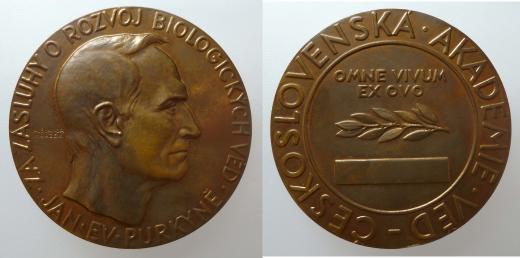 ZA ZÁSLUHY O ROZVOJ BIOLOGICKÝCH VĚD
· JAN · EV · PURKYNĚ ·
ČESKOSLOVENSKÁ · AKADEMIE · VĚD –
OMNE VIVUM
EX OVO